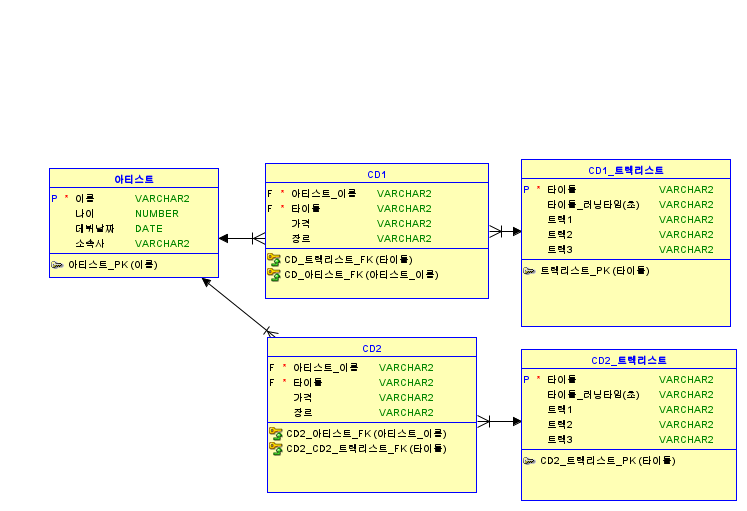 아티스트
P * 이름 VARCHAR2
나이 NUMBER
데뷔날짜 DATE
소속사 VARCHAR2
아티스트_PK (이름)
CD1
F * 아티스트_이름 VARCHAR2
F * 타이틀 VARCHAR2
가격 VARCHAR2
장르 VARCHAR2
CD_트랙리스트_FK (타이틀)
CD_아티스트_FK (아티스트_이름)
CD1_트랙리스트
P * 타이틀 VARCHAR2
타이틀_러닝타임(초) VARCHAR2
트랙1 VARCHAR2
트랙2 VARCHAR2
트랙3 VARCHAR2
트랙리스트_PK (타이틀)
CD2
F * 아티스트_이름 VARCHAR2
F * 타이틀 VARCHAR2
가격 VARCHAR2
장르 VARCHAR2
CD2_아티스트_FK (아티스트_이름)
CD2_CD2_트랙리스트_FK (타이틀)
CD2_트랙리스트
P * 타이틀 VARCHAR2
타이틀_러닝타임(초) VARCHAR2
트랙1 VARCHAR2
트랙2 VARCHAR2
트랙3 VARCHAR2
CD2_트랙리스트_PK (타이틀)